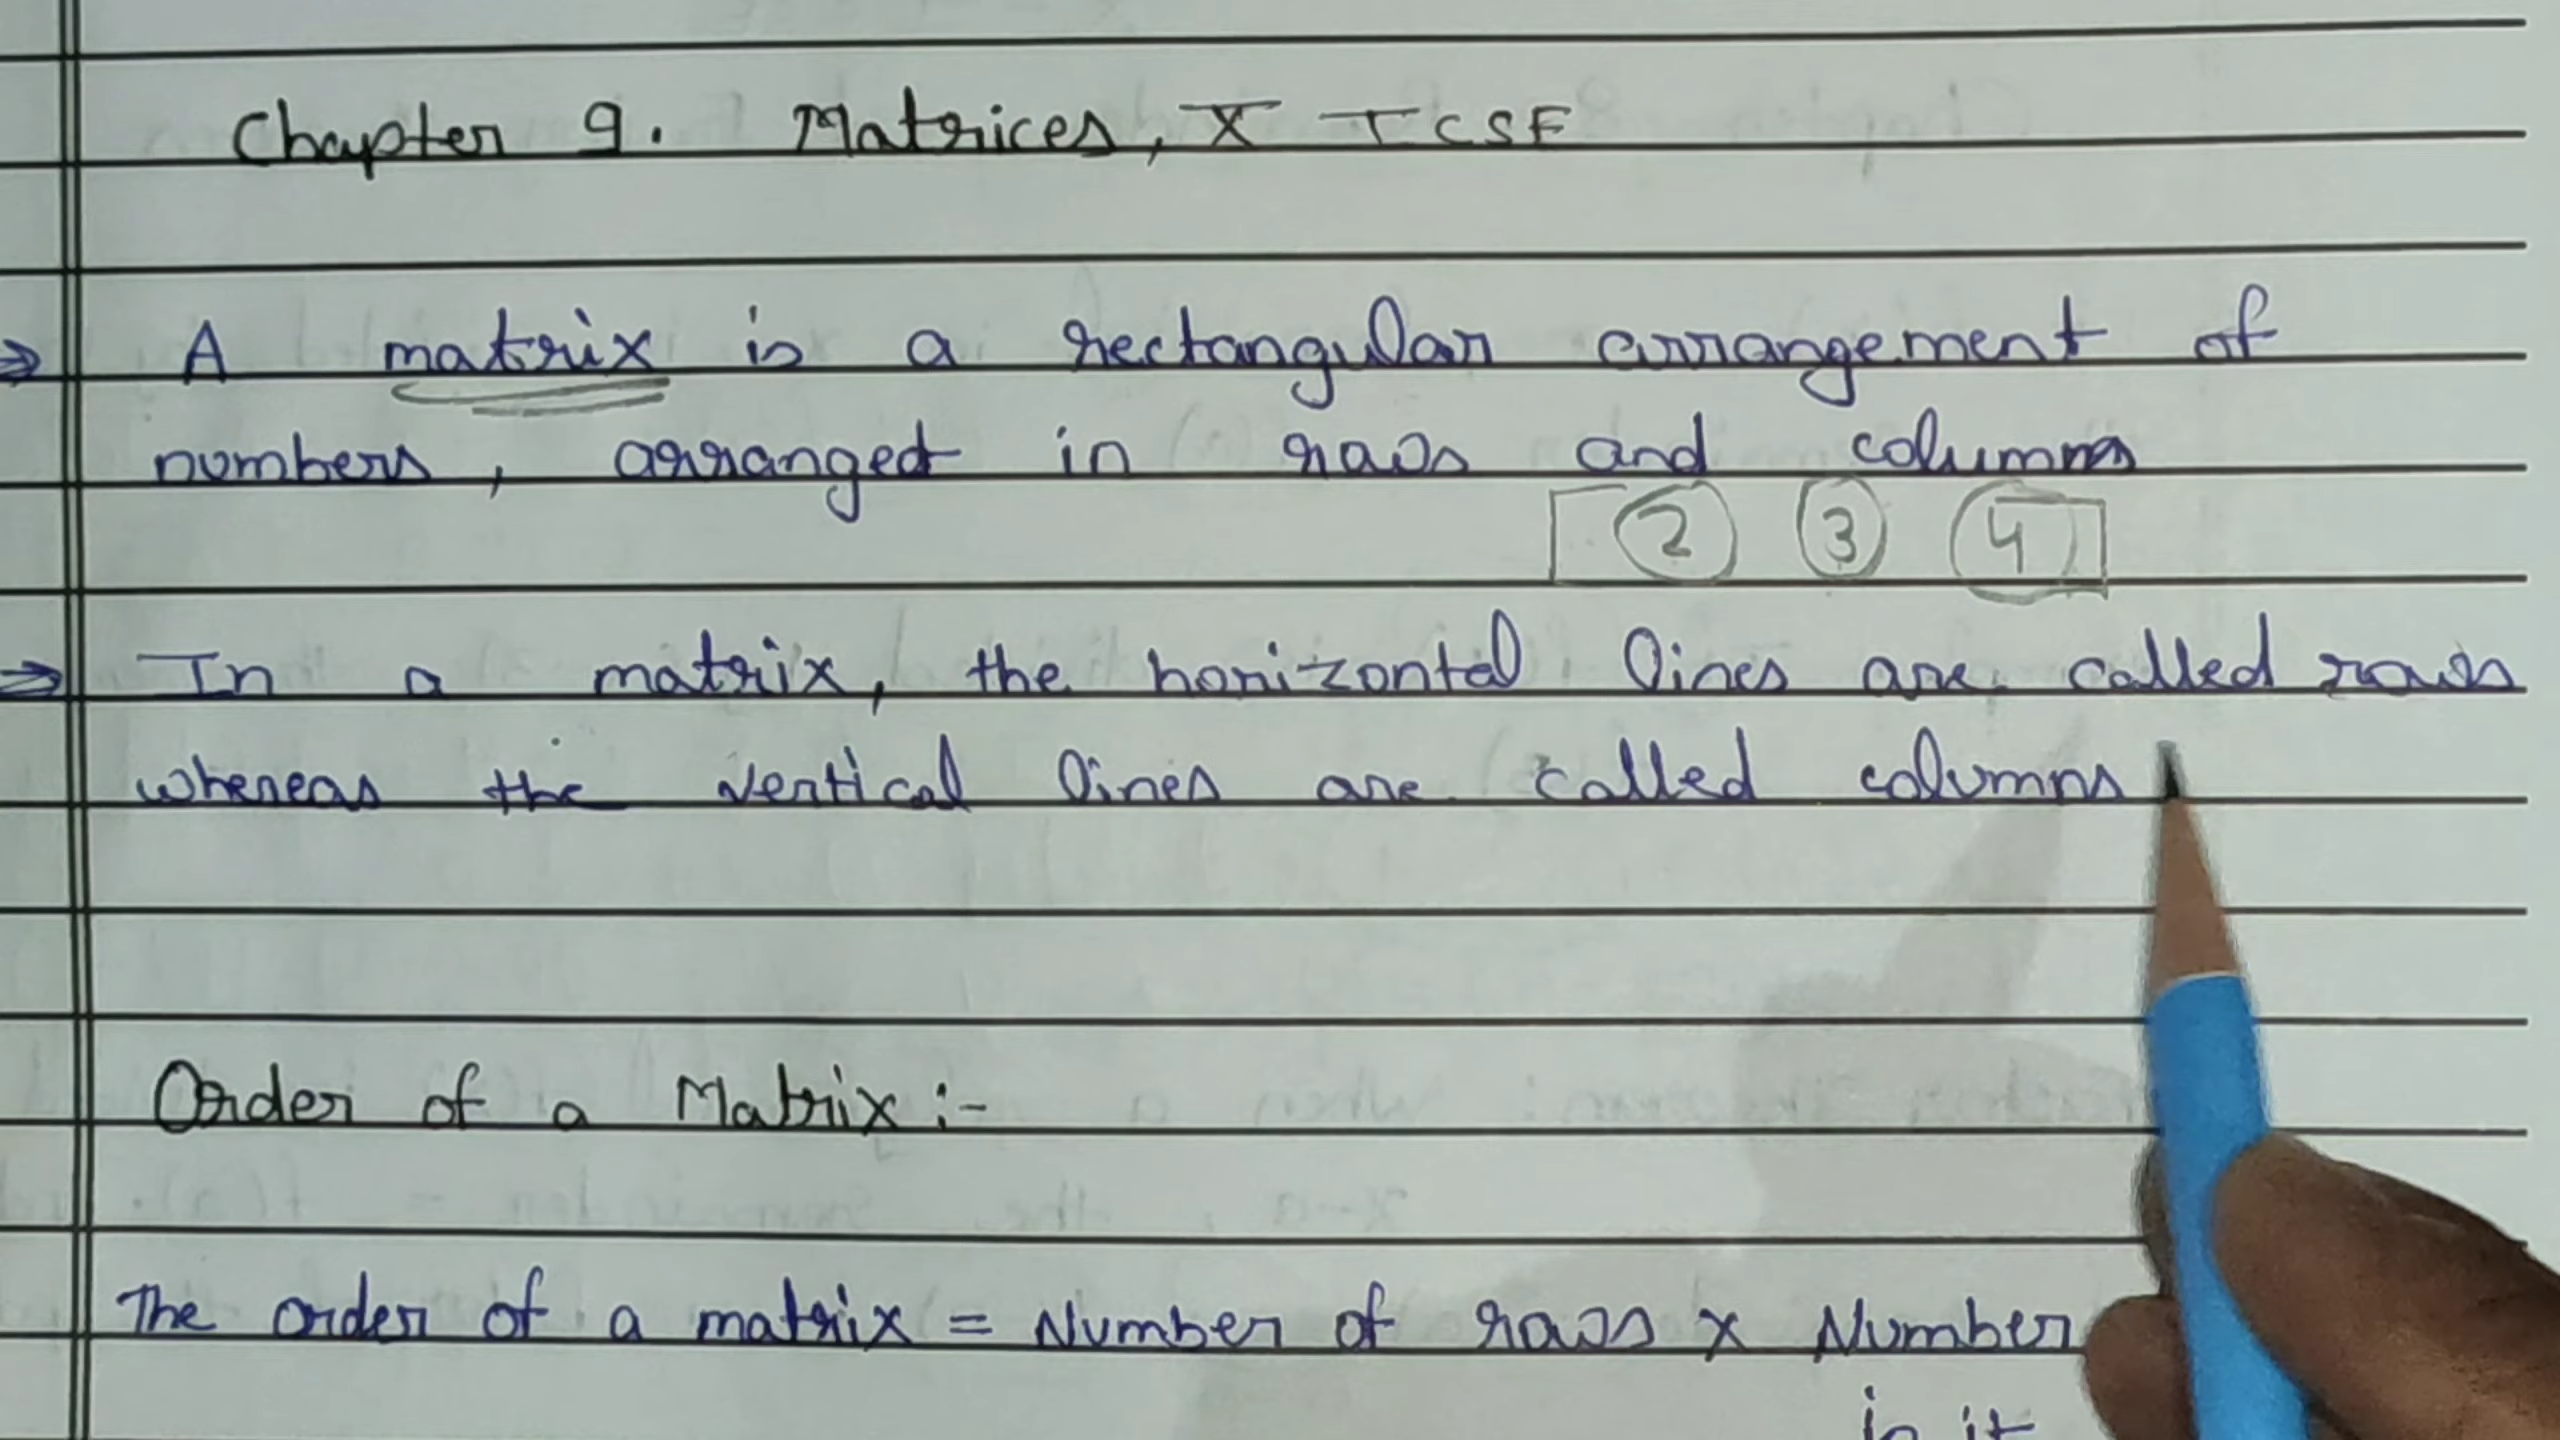 Chapter 9. Matrices, X ICSE
A matrix is a rectangular arrangement of
numbers, arranged in rows and columns
2 3 4
In a matrix, the horizontal lines are called rows
whereas the vertical lines are called columns
Order of a Matrix :-
The order of a matrix = Number of rows x Number
in it